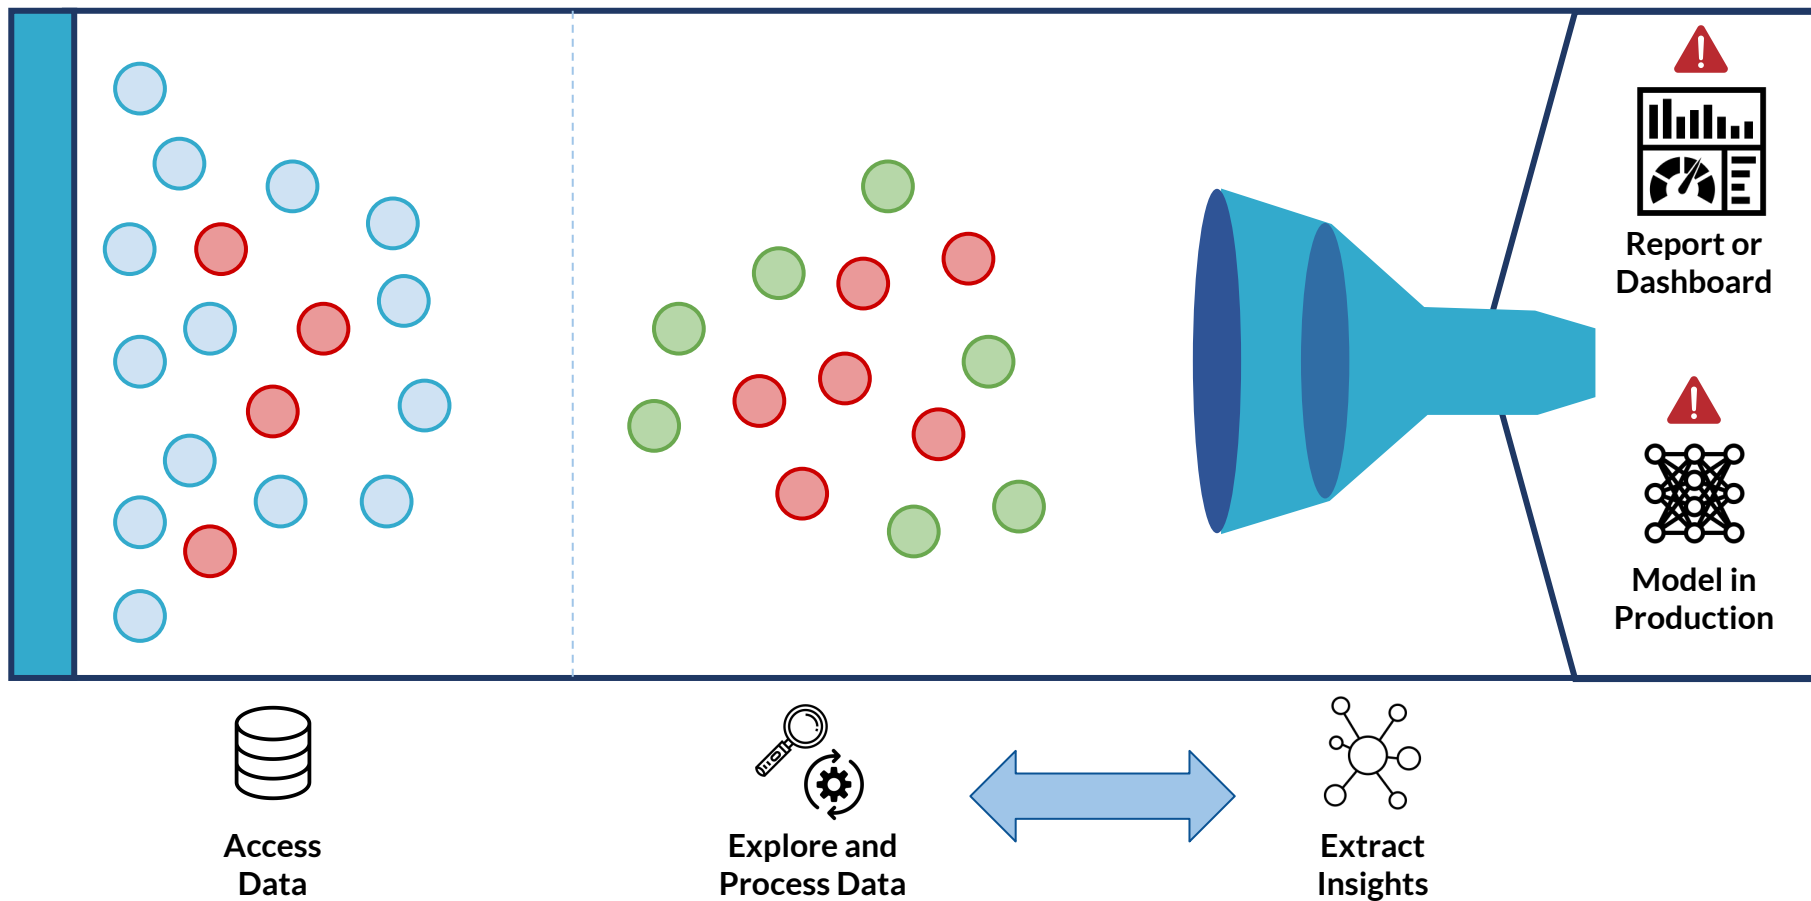 Report or
Dashboard
Model in
Production
Access
Data
Explore and
Process Data
Extract
Insights